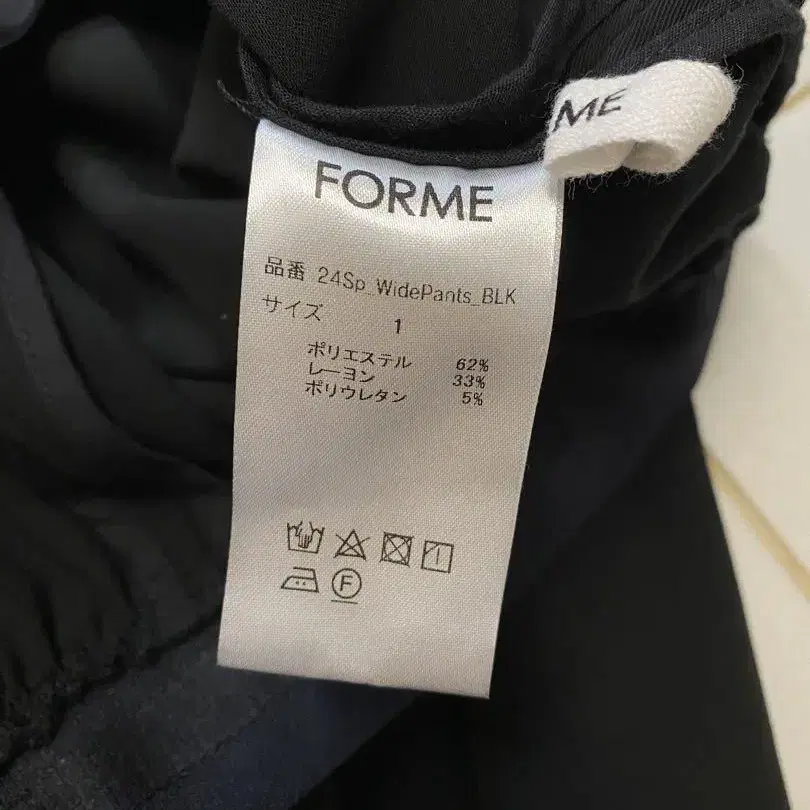 ME
FORME
品番 24Sp_WidePants_BLK
サイズ 1
ポリエステル 62%
レーヨン 33%
ポリウレタン 5%
F